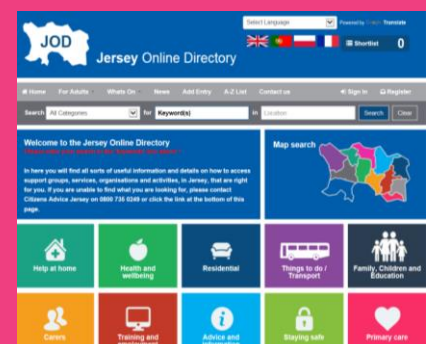 Select Language
Powered by Translate
JOD
Jersey Online Directory
Shortlist 0
Home For Adults Whats On News Add Entry A-Z List Contact us Sign in Register
Search All Categories for Keyword(s) in Location Search Clear
Welcome to the Jersey Online Directory
In here you will find all sorts of useful information and details on how to access
support groups, services, organisations and activities, in Jersey, that are right
for you. If you are unable to find what you are looking for, please contact
Citizens Advice Jersey on 0800 735 0249 or click the link at the bottom of this
page.
Map search
Help at home
Health and
wellbeing
Residential
Things to do /
Transport
Family, Children and
Education
Carers
Training and
employment
Advice and
information
Staying safe
Primary care